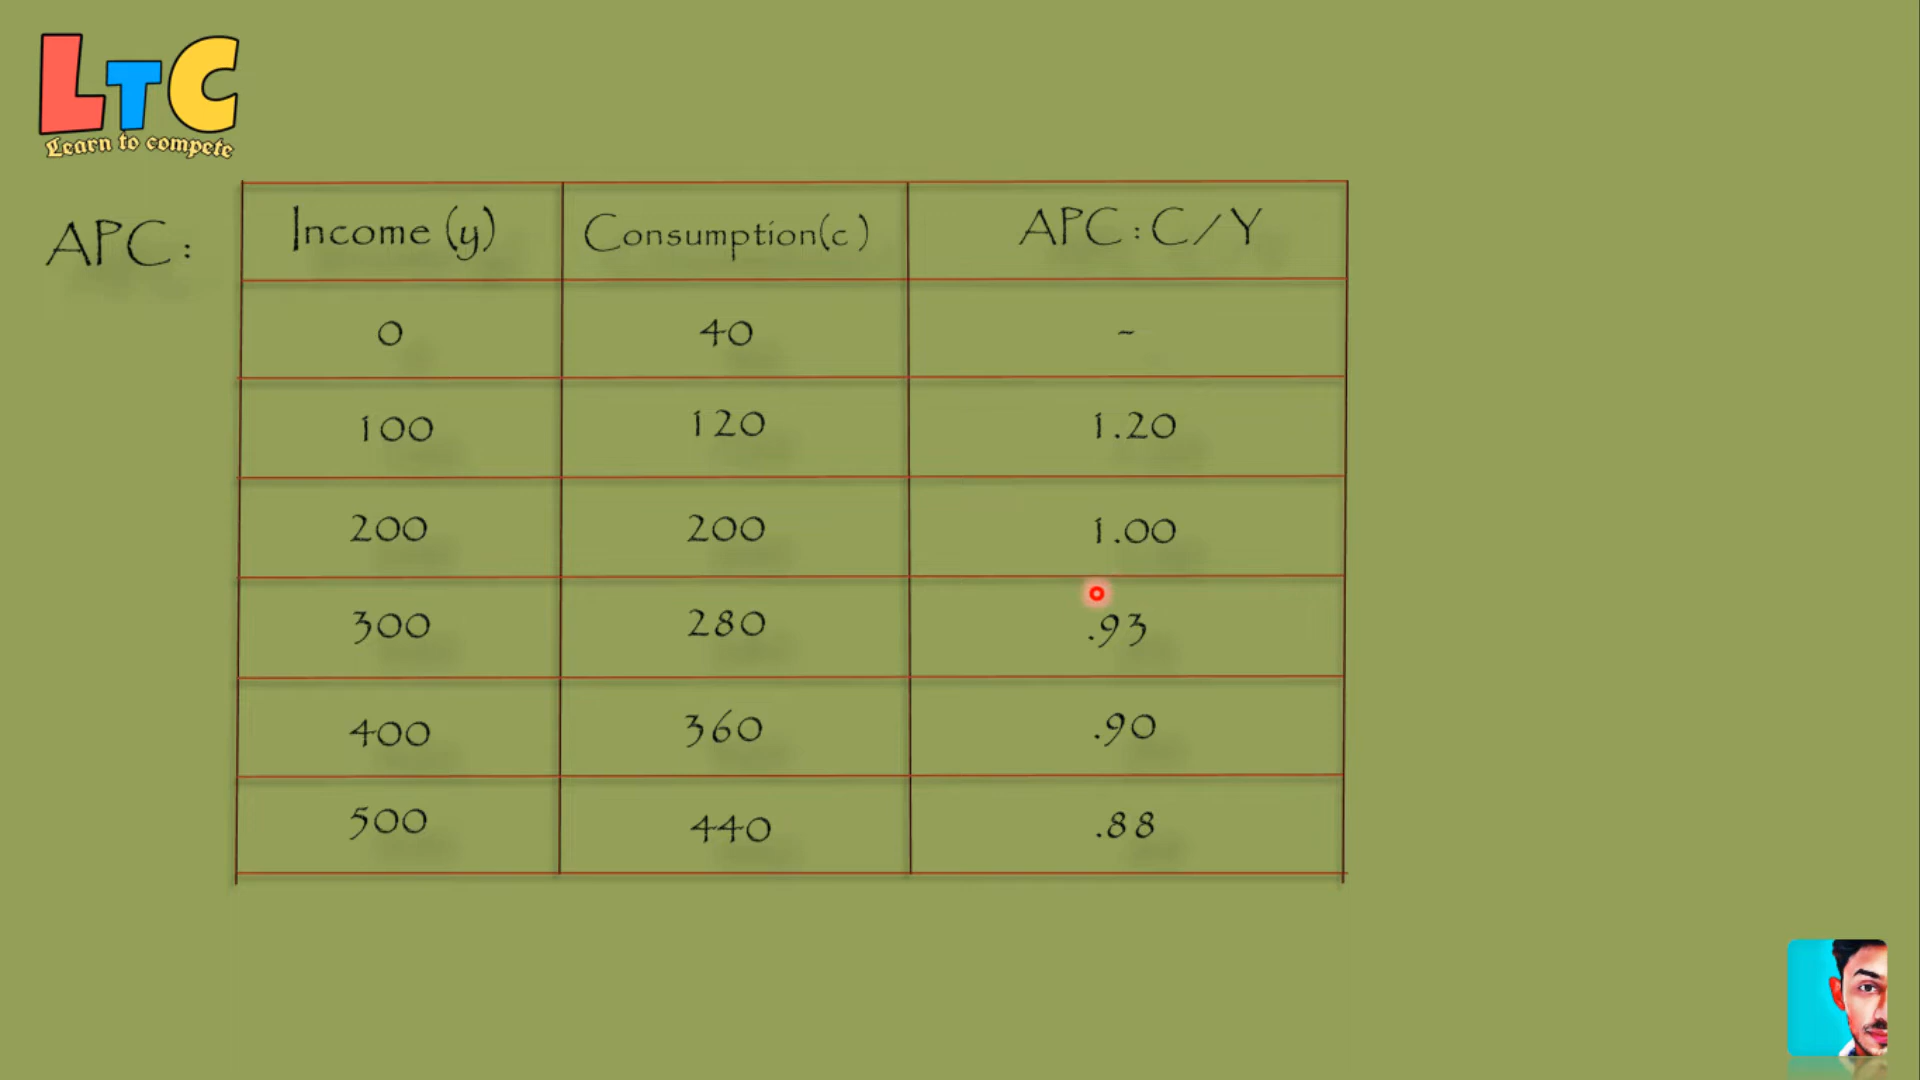 LTC
Learn to compete
APC :
Income (y) Consumption(c) APC : C/Y
0 40 -
100 120 1.20
200 200 1.00
300 280 .93
400 360 .90
500 440 .88